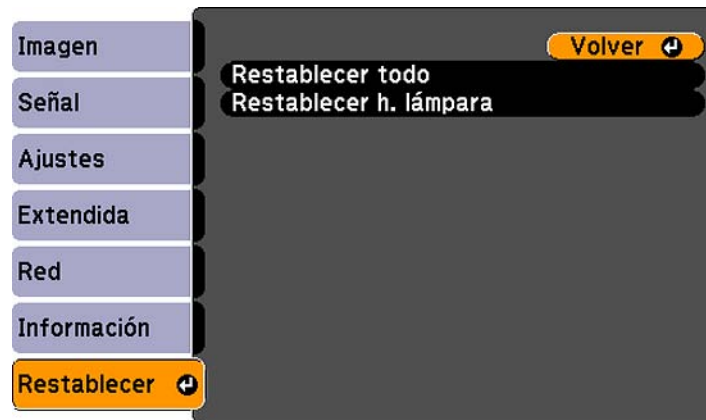 Imagen
Señal
Ajustes
Extendida
Red
Información
Restablecer
Volver
Restablecer todo
Restablecer h. lámpara